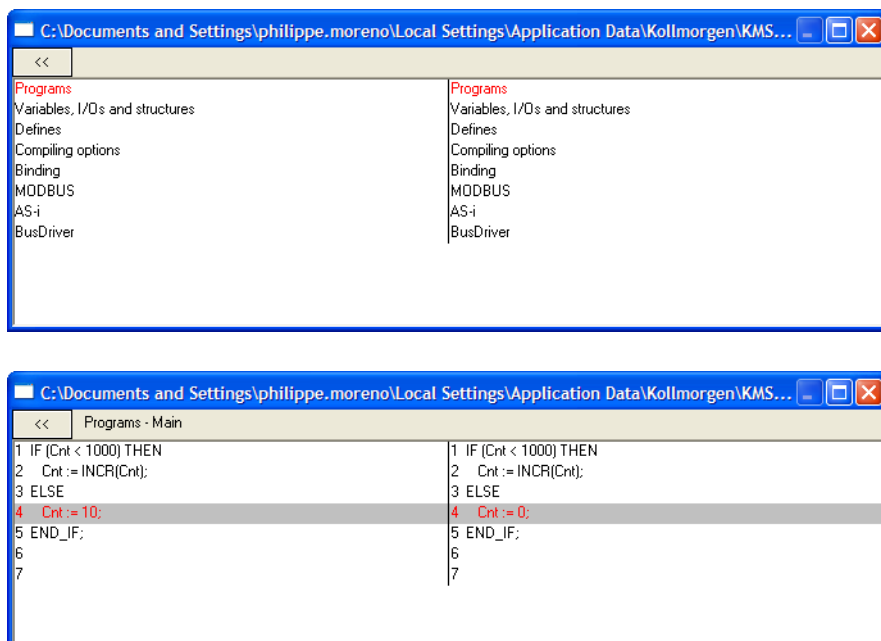 C:\Documents and Settings\philippe.moreno\Local Settings\Application Data\Kollmorgen\KMS...
<<
Programs Programs
Variables, I/Os and structures Variables, I/Os and structures
Defines Defines
Compiling options Compiling options
Binding Binding
MODBUS MODBUS
AS-i AS-i
BusDriver BusDriver
C:\Documents and Settings\philippe.moreno\Local Settings\Application Data\Kollmorgen\KMS...
<< Programs - Main
1 IF (Cnt < 1000) THEN 1 IF (Cnt < 1000) THEN
2 Cnt := INCR(Cnt); 2 Cnt := INCR(Cnt);
3 ELSE 3 ELSE
4 Cnt := 10; 4 Cnt := 0;
5 END_IF; 5 END_IF;
6 6
7 7